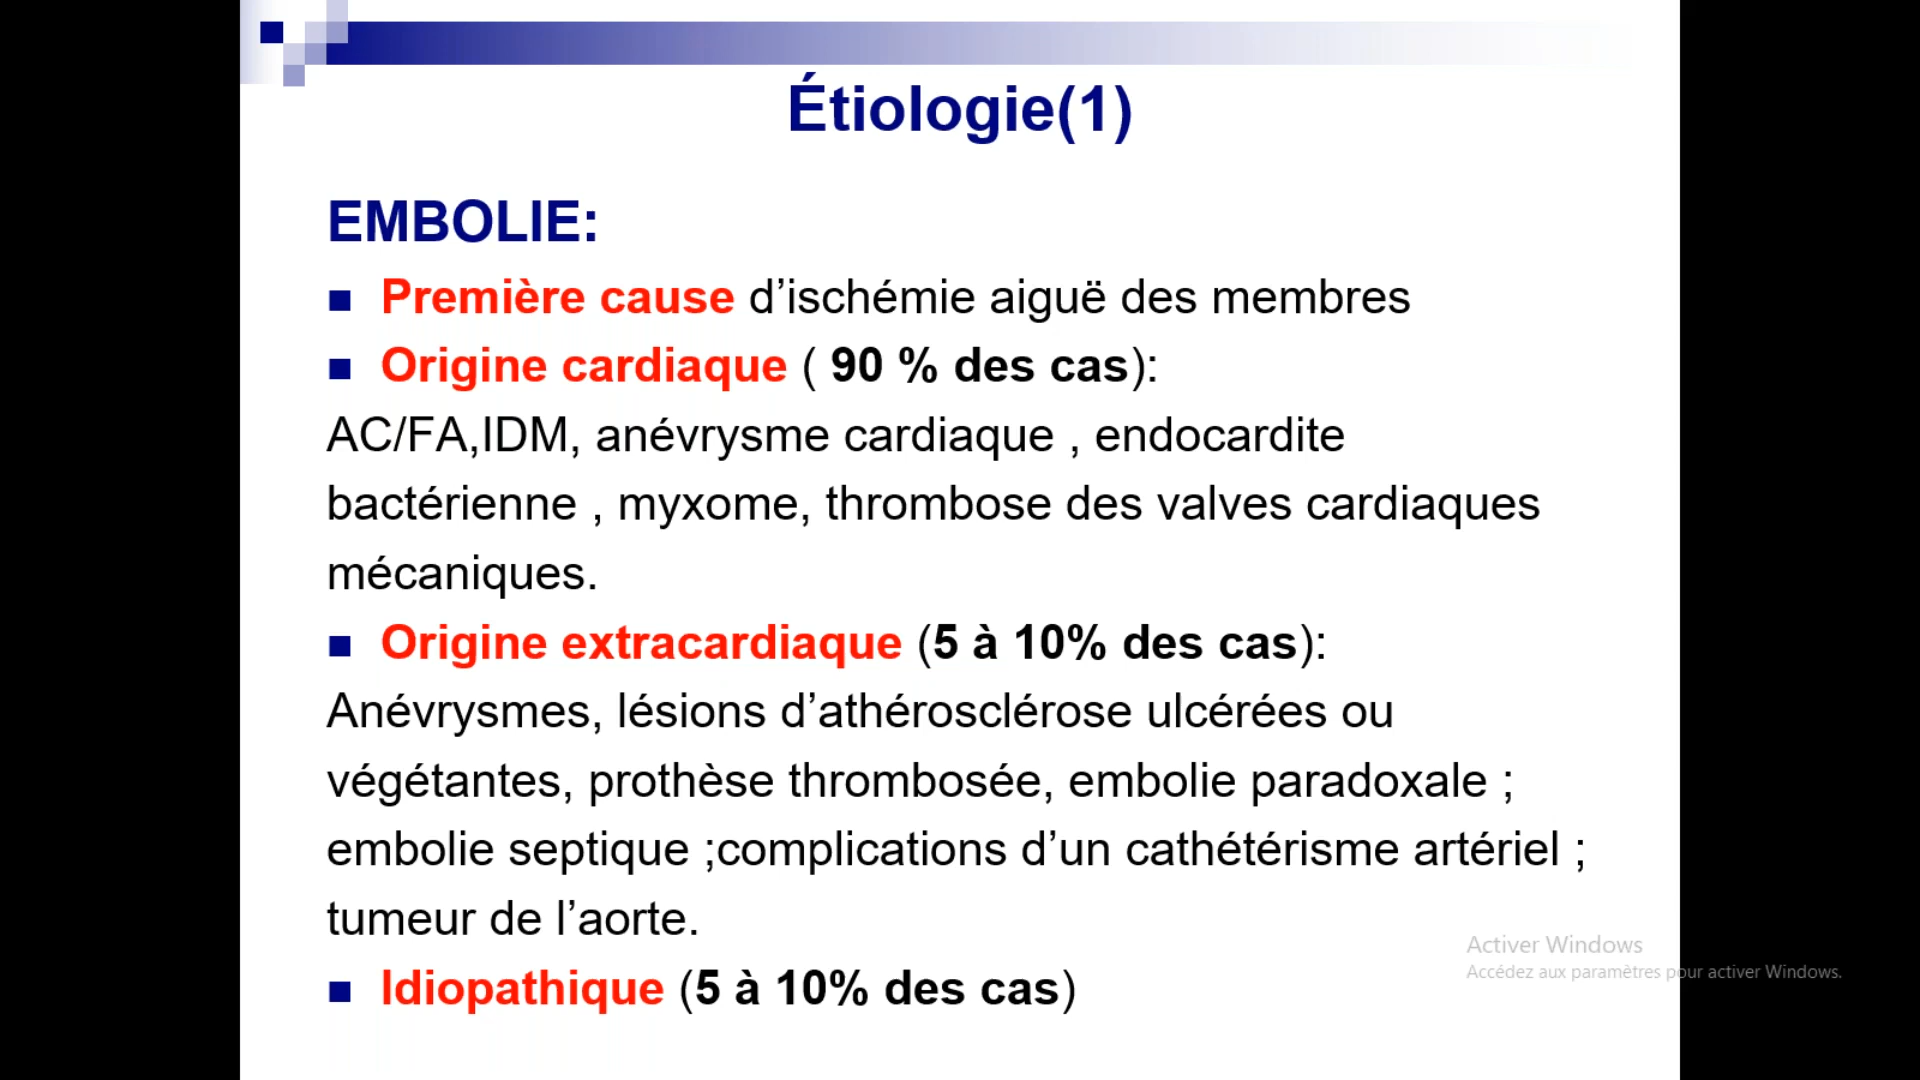 Étiologie(1)
EMBOLIE:
Première cause d’ischémie aiguë des membres
Origine cardiaque ( 90 % des cas):
AC/FA,IDM, anévrysme cardiaque , endocardite
bactérienne , myxome, thrombose des valves cardiaques
mécaniques.
Origine extracardiaque (5 à 10% des cas):
Anévrysmes, lésions d’athérosclérose ulcérées ou
végétantes, prothèse thrombosée, embolie paradoxale ;
embolie septique ;complications d’un cathétérisme artériel ;
tumeur de l’aorte.
Idiopathique (5 à 10% des cas)
Activer Windows
Accédez aux paramètres pour activer Windows.